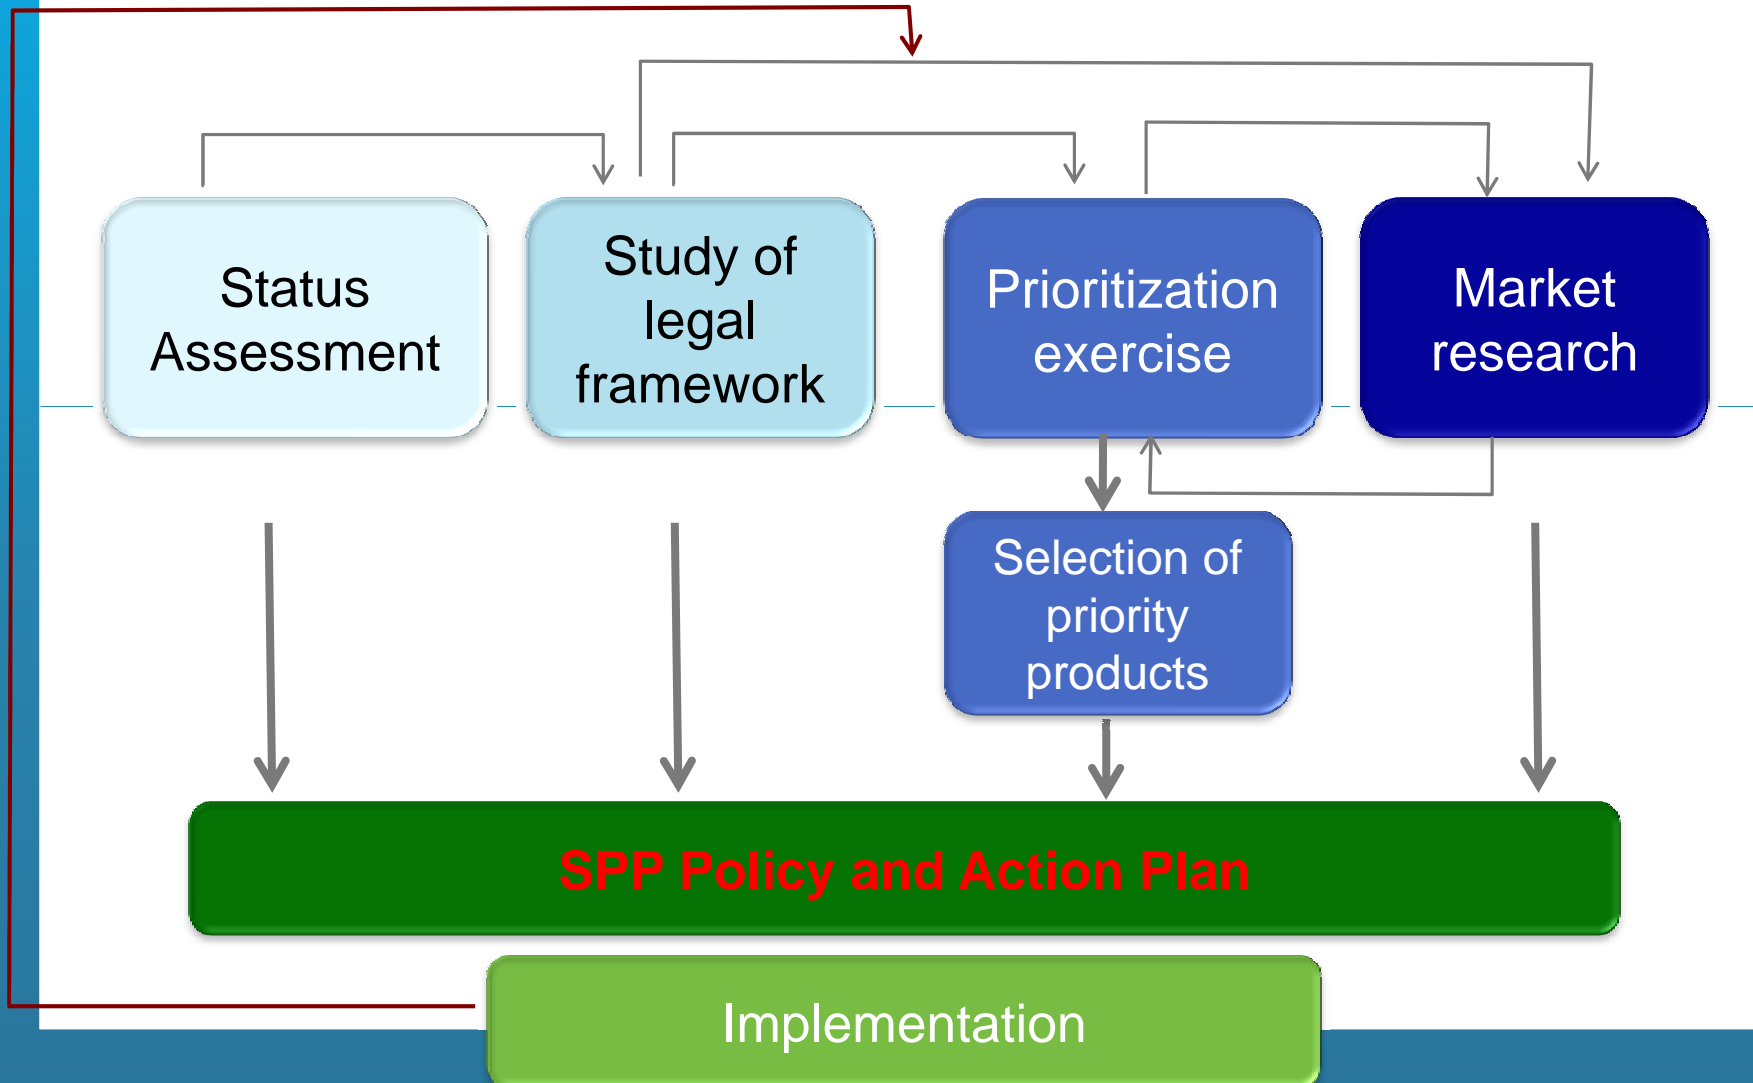 Status
Assessment
Study of
legal
framework
Prioritization
exercise
Market
research
Selection of
priority
products
SPP Policy and Action Plan
Implementation